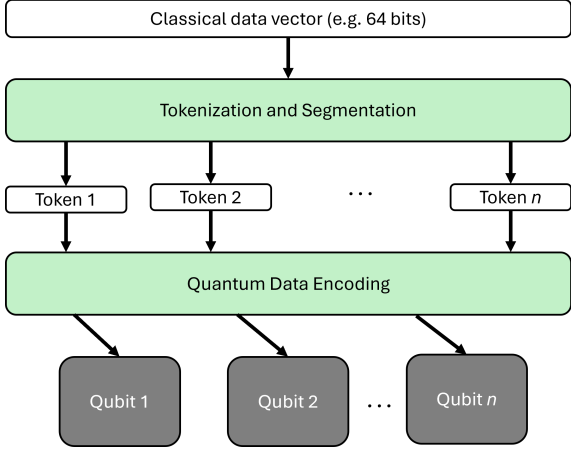 Classical data vector (e.g. 64 bits)
Tokenization and Segmentation
Token 1
Token 2
...
Token n
Quantum Data Encoding
Qubit 1
Qubit 2
...
Qubit n